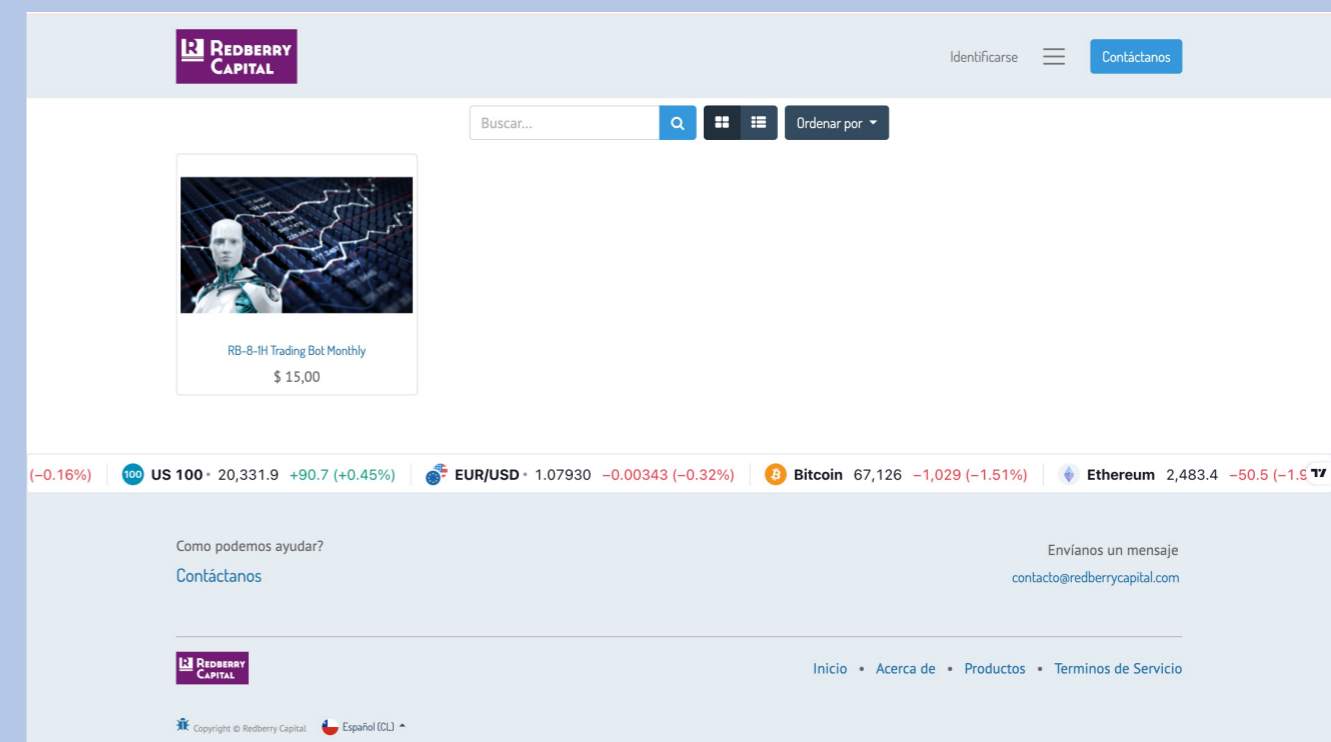 REDBERRY
CAPITAL
Identificarse
Contáctanos
Buscar...
Ordenar por
RB-8-1H Trading Bot Monthly
$ 15,00
(−0.16%) 100 US 100 • 20,331.9 +90.7 (+0.45%) EUR/USD • 1.07930 −0.00343 (−0.32%) Bitcoin 67,126 −1,029 (−1.51%) Ethereum 2,483.4 −50.5 (−1.9
Como podemos ayudar?
Contáctanos
Envíanos un mensaje
contacto@redberrycapital.com
REDBERRY
CAPITAL
Inicio • Acerca de • Productos • Terminos de Servicio
Copyright © Redberry Capital Español (CL)